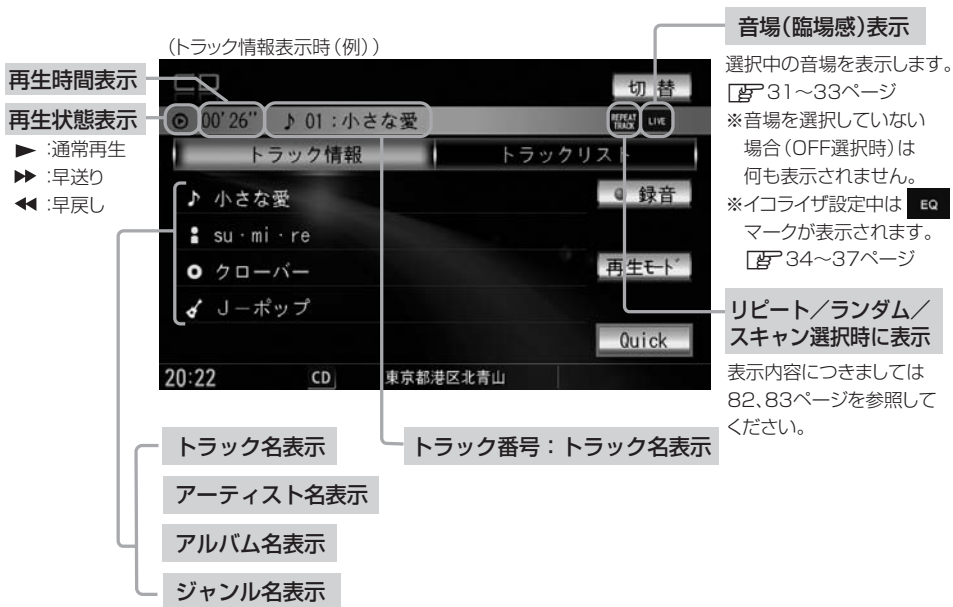 (トラック情報表示時(例))
再生時間表示
再生状態表示
► :通常再生
►► :早送り
◄◄ :早戻し
切 替
00'26" ♪ 01:小さな愛 REPEAT TRACK LIVE
トラック情報 トラックリスト
♪ 小さな愛
su・mi・re
クローバー
J－ポップ
録音
再生モード
Quick
20:22 CD 東京都港区北青山
音場(臨場感)表示
選択中の音場を表示します。
31〜33ページ
※音場を選択していない
場合(OFF選択時)は
何も表示されません。
※イコライザ設定中は EQ
マークが表示されます。
34〜37ページ
リピート／ランダム／
スキャン選択時に表示
表示内容につきましては
82、83ページを参照して
ください。
トラック番号：トラック名表示
トラック名表示
アーティスト名表示
アルバム名表示
ジャンル名表示